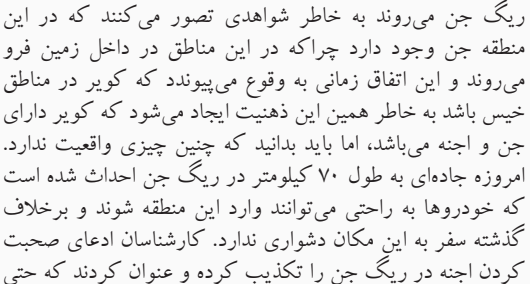 ریگ جن می‌روند به خاطر شواهدی تصور می‌کنند که در این
منطقه جن وجود دارد چراکه در این مناطق در داخل زمین فرو
می‌روند و این اتفاق زمانی به وقوع می‌پیوندد که کویر در مناطق
خیس باشد به خاطر همین این ذهنیت ایجاد می‌شود که کویر دارای
جن و اجنه می‌باشد، اما باید بدانید که چنین چیزی واقعیت ندارد.
امروزه جاده‌ای به طول ۷۰ کیلومتر در ریگ جن احداث شده است
که خودروها به راحتی می‌توانند وارد این منطقه شوند و برخلاف
گذشته سفر به این مکان دشواری ندارد. کارشناسان ادعای صحبت
کردن اجنه در ریگ جن را تکذیب کرده و عنوان کردند که حتی